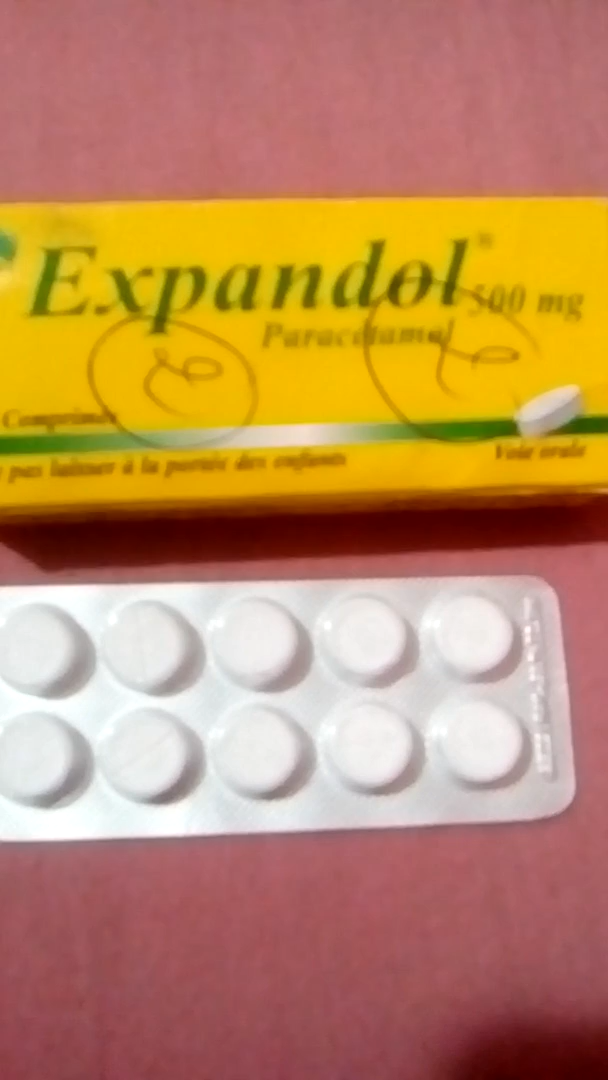 Expandol® 500 mg
Paracétamol
Comprimés
pas laisser à la portée des enfants
Voie orale